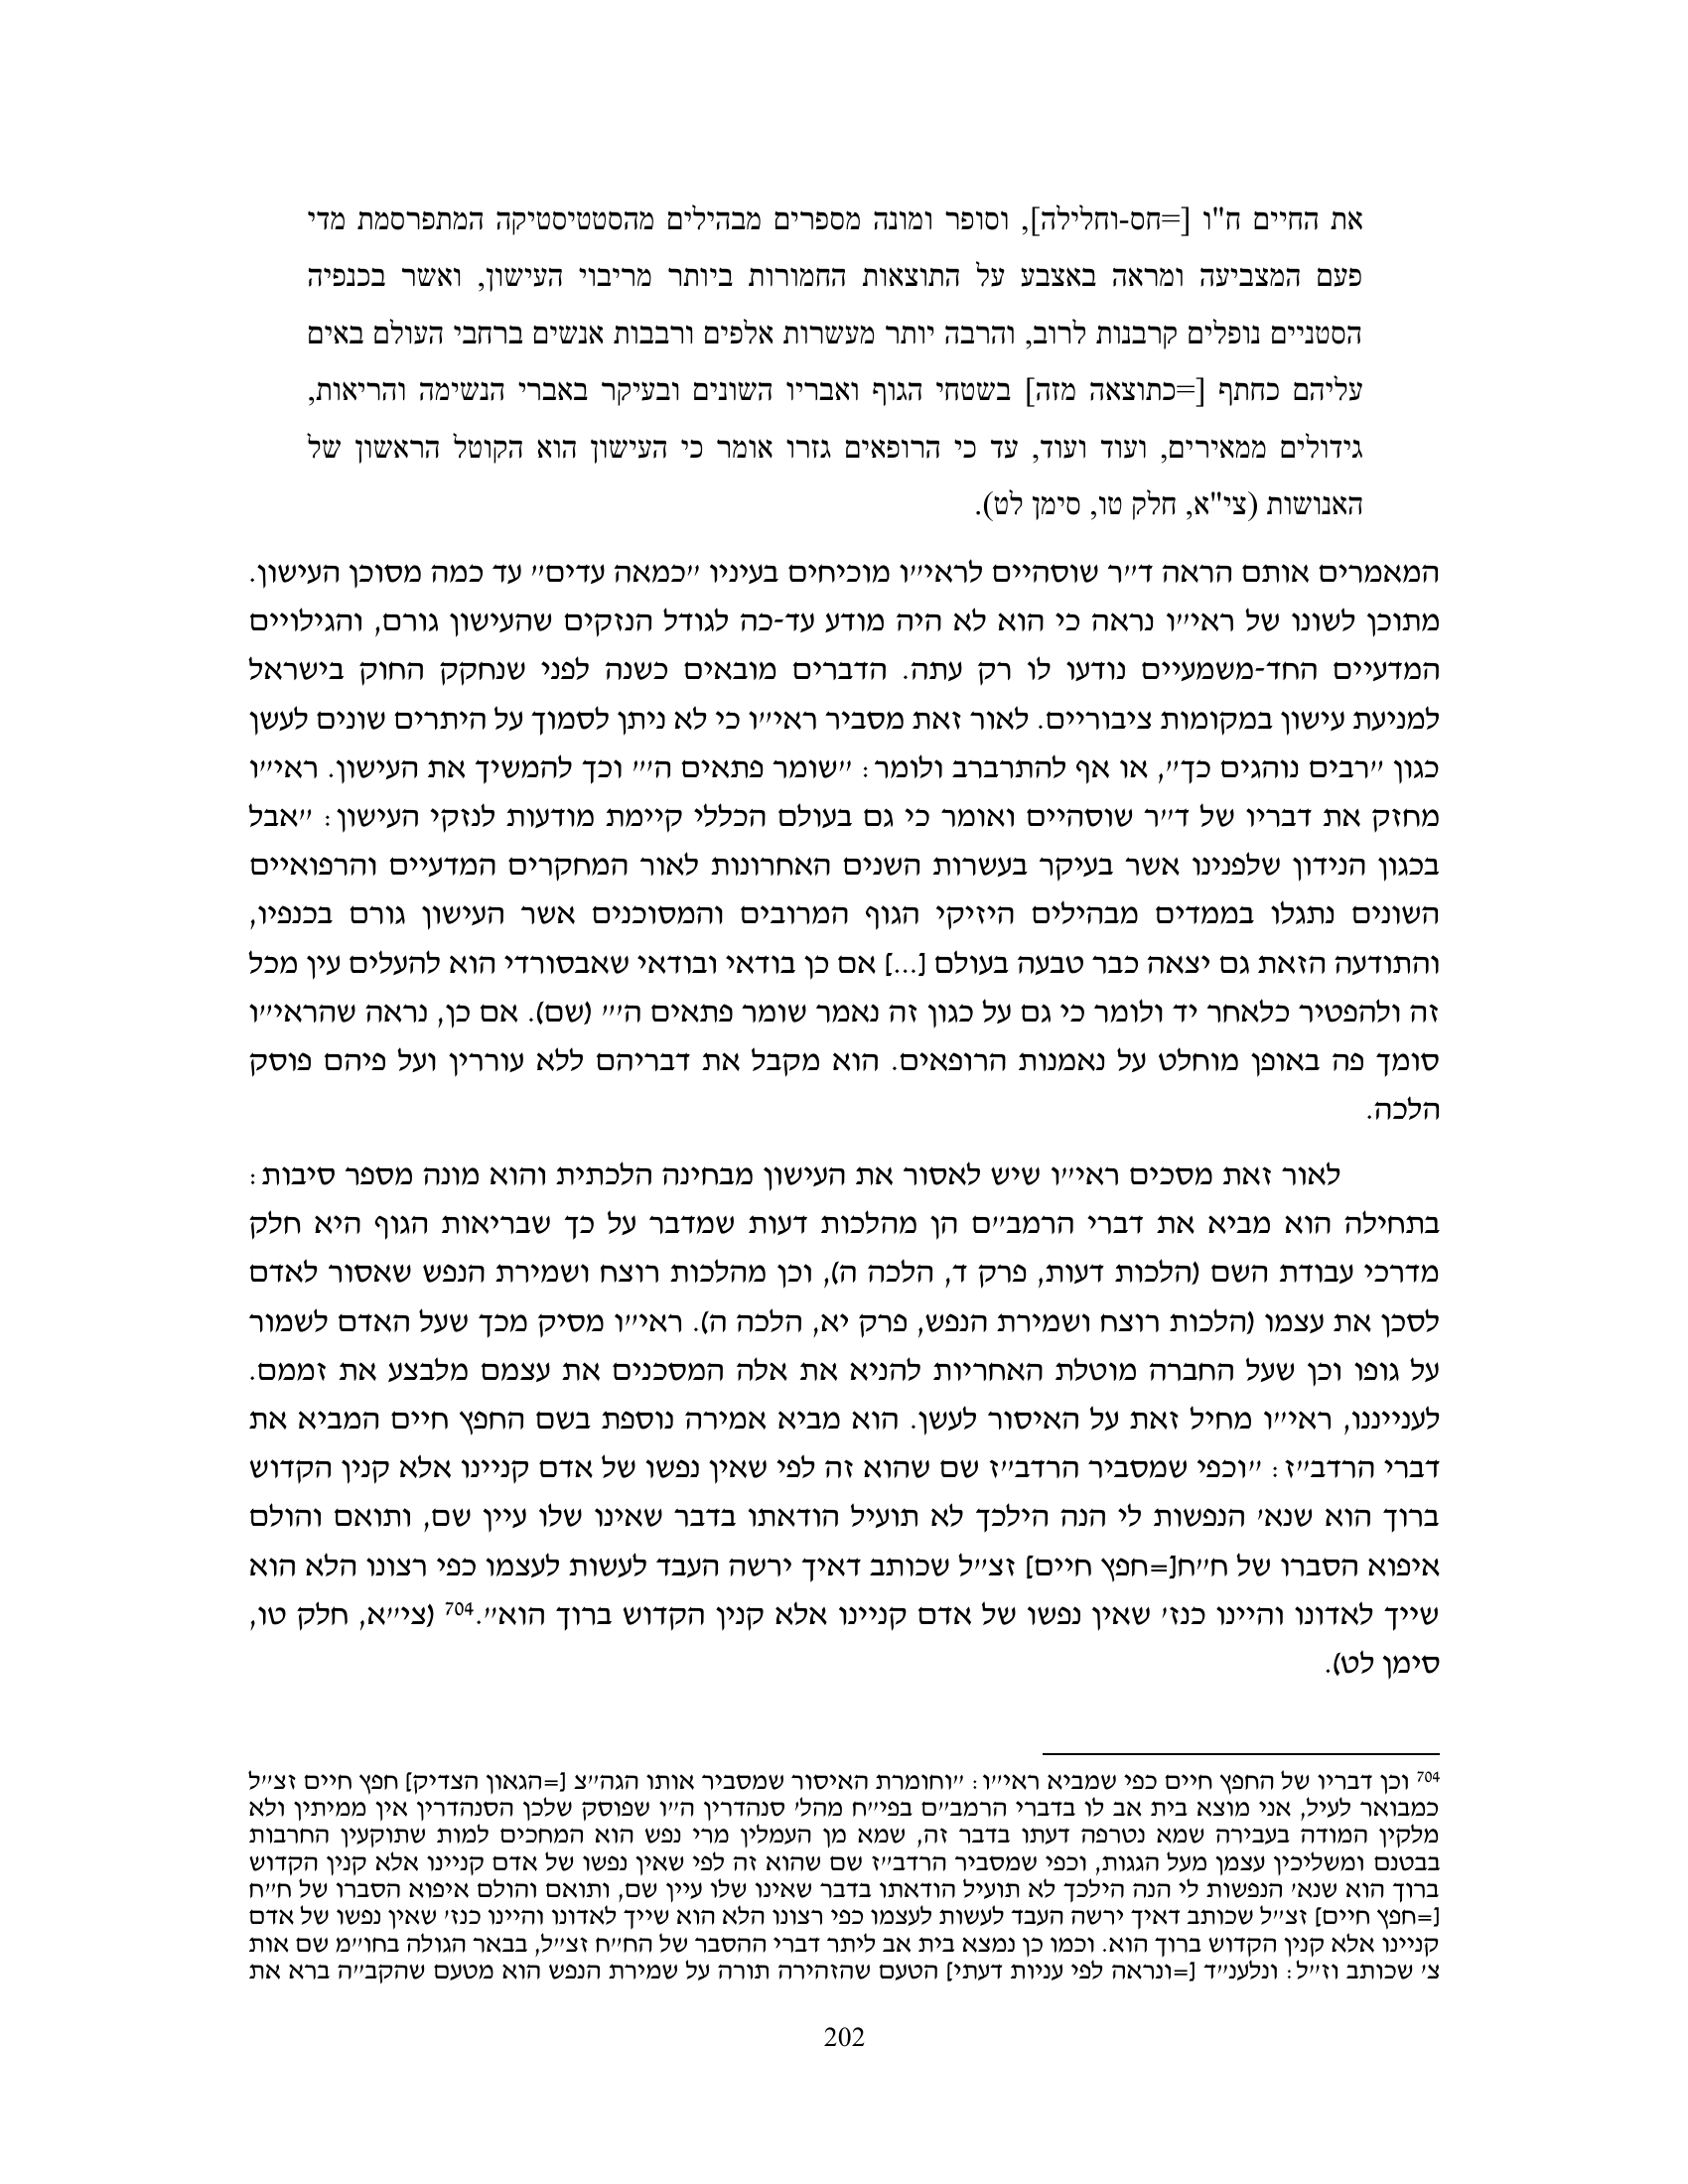 את החיים ח"ו [=חס-וחלילה], וסופר ומונה מספרים מבהילים מהסטטיסטיקה המתפרסמת מדי
פעם המצביעה ומראה באצבע על התוצאות החמורות ביותר מריבוי העישון, ואשר בכנפיה
הסטניים נופלים קרבנות לרוב, והרבה יותר מעשרות אלפים ורבבות אנשים ברחבי העולם באים
עליהם כחתף [=כתוצאה מזה] בשטחי הגוף ואבריו השונים ובעיקר באברי הנשימה והריאות,
גידולים ממאירים, ועוד ועוד, עד כי הרופאים גזרו אומר כי העישון הוא הקוטל הראשון של
האנושות (צי"א, חלק טו, סימן לט).
המאמרים אותם הראה ד״ר שוסהיים לראי״ו מוכיחים בעיניו ״כמאה עדים״ עד כמה מסוכן העישון.
מתוכן לשונו של ראי״ו נראה כי הוא לא היה מודע עד-כה לגודל הנזקים שהעישון גורם, והגילויים
המדעיים החד-משמעיים נודעו לו רק עתה. הדברים מובאים כשנה לפני שנחקק החוק בישראל
למניעת עישון במקומות ציבוריים. לאור זאת מסביר ראי״ו כי לא ניתן לסמוך על היתרים שונים לעשן
כגון ״רבים נוהגים כך״, או אף להתרברב ולומר: ״שומר פתאים ה׳״ וכך להמשיך את העישון. ראי״ו
מחזק את דבריו של ד״ר שוסהיים ואומר כי גם בעולם הכללי קיימת מודעות לנזקי העישון: ״אבל
בכגון הנידון שלפנינו אשר בעיקר בעשרות השנים האחרונות לאור המחקרים המדעיים והרפואיים
השונים נתגלו בממדים מבהילים היזיקי הגוף המרובים והמסוכנים אשר העישון גורם בכנפיו,
והתודעה הזאת גם יצאה כבר טבעה בעולם [...] אם כן בודאי ובודאי שאבסורדי הוא להעלים עין מכל
זה ולהפטיר כלאחר יד ולומר כי גם על כגון זה נאמר שומר פתאים ה׳״ (שם). אם כן, נראה שהראי״ו
סומך פה באופן מוחלט על נאמנות הרופאים. הוא מקבל את דבריהם ללא עוררין ועל פיהם פוסק
הלכה.
לאור זאת מסכים ראי״ו שיש לאסור את העישון מבחינה הלכתית והוא מונה מספר סיבות:
בתחילה הוא מביא את דברי הרמב״ם הן מהלכות דעות שמדבר על כך שבריאות הגוף היא חלק
מדרכי עבודת השם (הלכות דעות, פרק ד, הלכה ה), וכן מהלכות רוצח ושמירת הנפש שאסור לאדם
לסכן את עצמו (הלכות רוצח ושמירת הנפש, פרק יא, הלכה ה). ראי״ו מסיק מכך שעל האדם לשמור
על גופו וכן שעל החברה מוטלת האחריות להניא את אלה המסכנים את עצמם מלבצע את זממם.
לענייננו, ראי״ו מחיל זאת על האיסור לעשן. הוא מביא אמירה נוספת בשם החפץ חיים המביא את
דברי הרדב״ז: ״וכפי שמסביר הרדב״ז שם שהוא זה לפי שאין נפשו של אדם קניינו אלא קנין הקדוש
ברוך הוא שנא׳ הנפשות לי הנה הילכך לא תועיל הודאתו בדבר שאינו שלו עיין שם, ותואם והולם
איפוא הסברו של ח״ח[=חפץ חיים] זצ״ל שכותב דאיך ירשה העבד לעשות לעצמו כפי רצונו הלא הוא
שייך לאדונו והיינו כנז׳ שאין נפשו של אדם קניינו אלא קנין הקדוש ברוך הוא״.704 (צי״א, חלק טו,
סימן לט).
704 וכן דבריו של החפץ חיים כפי שמביא ראי״ו: ״וחומרת האיסור שמסביר אותו הגה״צ [=הגאון הצדיק] חפץ חיים זצ״ל
כמבואר לעיל, אני מוצא בית אב לו בדברי הרמב״ם בפי״ח מהל׳ סנהדרין ה״ו שפוסק שלכן הסנהדרין אין ממיתין ולא
מלקין המודה בעבירה שמא נטרפה דעתו בדבר זה, שמא מן העמלין מרי נפש הוא המחכים למות שתוקעין החרבות
בבטנם ומשליכין עצמן מעל הגגות, וכפי שמסביר הרדב״ז שם שהוא זה לפי שאין נפשו של אדם קניינו אלא קנין הקדוש
ברוך הוא שנא׳ הנפשות לי הנה הילכך לא תועיל הודאתו בדבר שאינו שלו עיין שם, ותואם והולם איפוא הסברו של ח״ח
[=חפץ חיים] זצ״ל שכותב דאיך ירשה העבד לעשות לעצמו כפי רצונו הלא הוא שייך לאדונו והיינו כנז׳ שאין נפשו של אדם
קניינו אלא קנין הקדוש ברוך הוא. וכמו כן נמצא בית אב ליתר דברי ההסבר של הח״ח זצ״ל, בבאר הגולה בחו״מ שם אות
צ׳ שכותב וז״ל: ונלענ״ד [=ונראה לפי עניות דעתי] הטעם שהזהירה תורה על שמירת הנפש הוא מטעם שהקב״ה ברא את
202